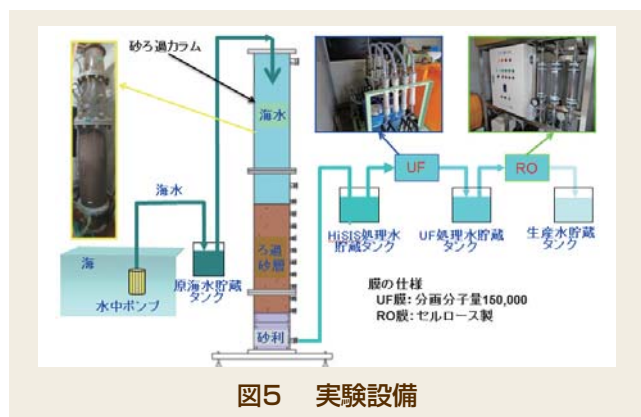 砂ろ過カラム
海水
海水
海
水中ポンプ
原海水貯蔵
タンク
ろ過
砂層
砂利
UF
RO
HiSIS処理水
貯蔵タンク
UF処理水貯蔵
タンク
生産水貯蔵
タンク
膜の仕様
UF膜：分画分子量150,000
RO膜：セルロース製
図5　実験設備